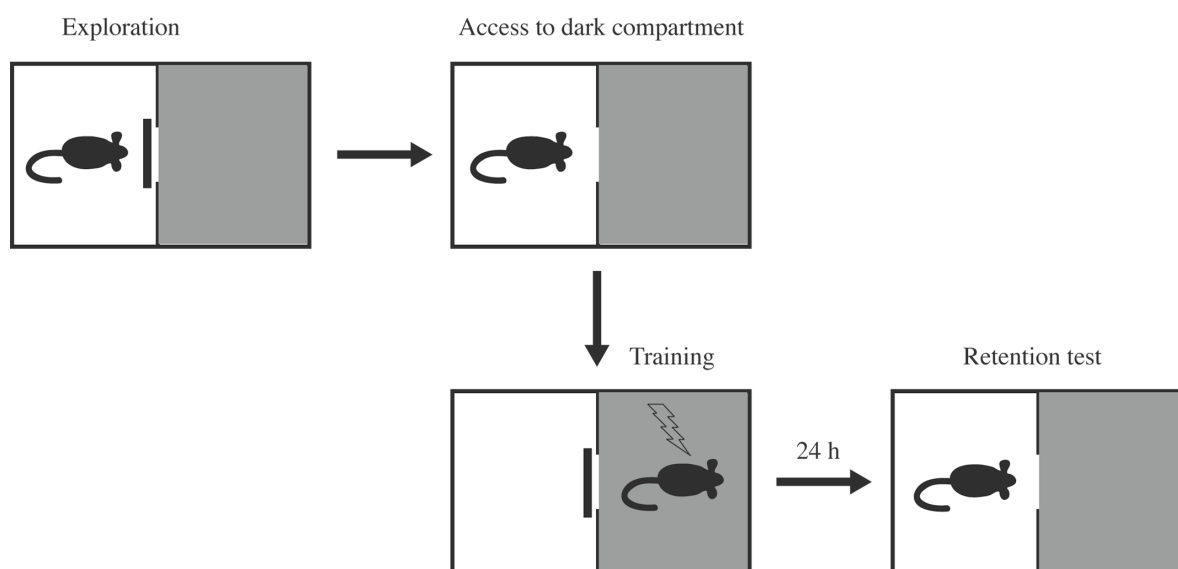 Exploration
Access to dark compartment
Training
Retention test
24 h